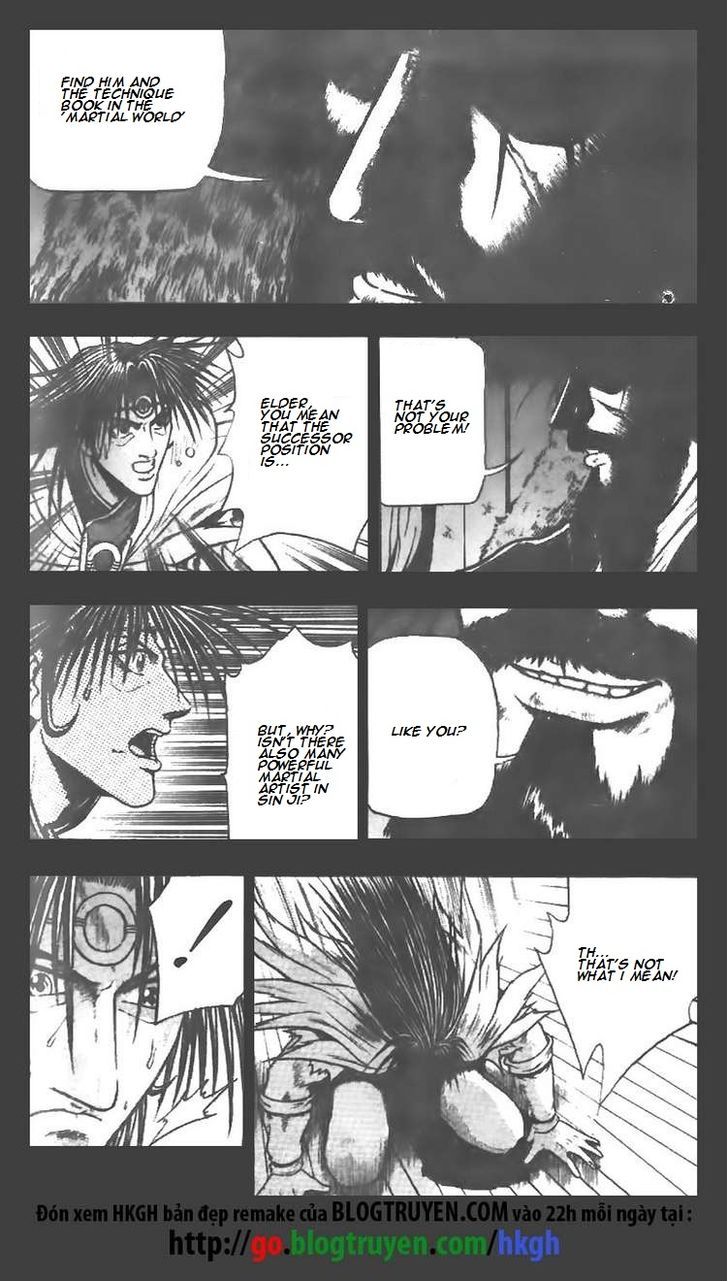 FIND HIM AND
THE TECHNIQUE
BOOK IN THE
'MARTIAL WORLD'
ELDER,
YOU MEAN
THAT THE
SUCCESSOR
POSITION
IS...
THAT'S
NOT YOUR
PROBLEM!
BUT, WHY?
ISN'T THERE
ALSO MANY
POWERFUL
MARTIAL
ARTIST IN
SIN JI?
LIKE YOU?
!
TH...
THAT'S NOT
WHAT I MEAN!
Đón xem HKGH bản đẹp remake của BLOGTRUYEN.COM vào 22h mỗi ngày tại :
http://go.blogtruyen.com/hkgh